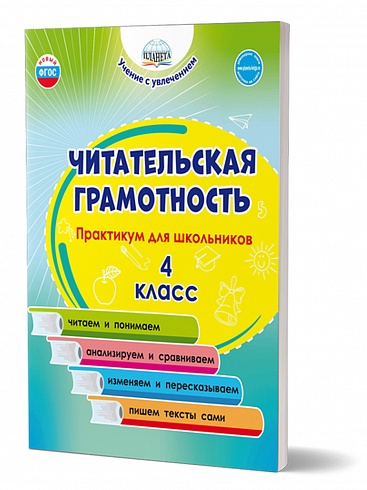 ПЛАНЕТА
Учение с увлечением
НОВЫЙ
ФГОС
ЧИТАТЕЛЬСКАЯ
ГРАМОТНОСТЬ
Практикум для школьников
4
класс
читаем и понимаем
анализируем и сравниваем
изменяем и пересказываем
пишем тексты сами